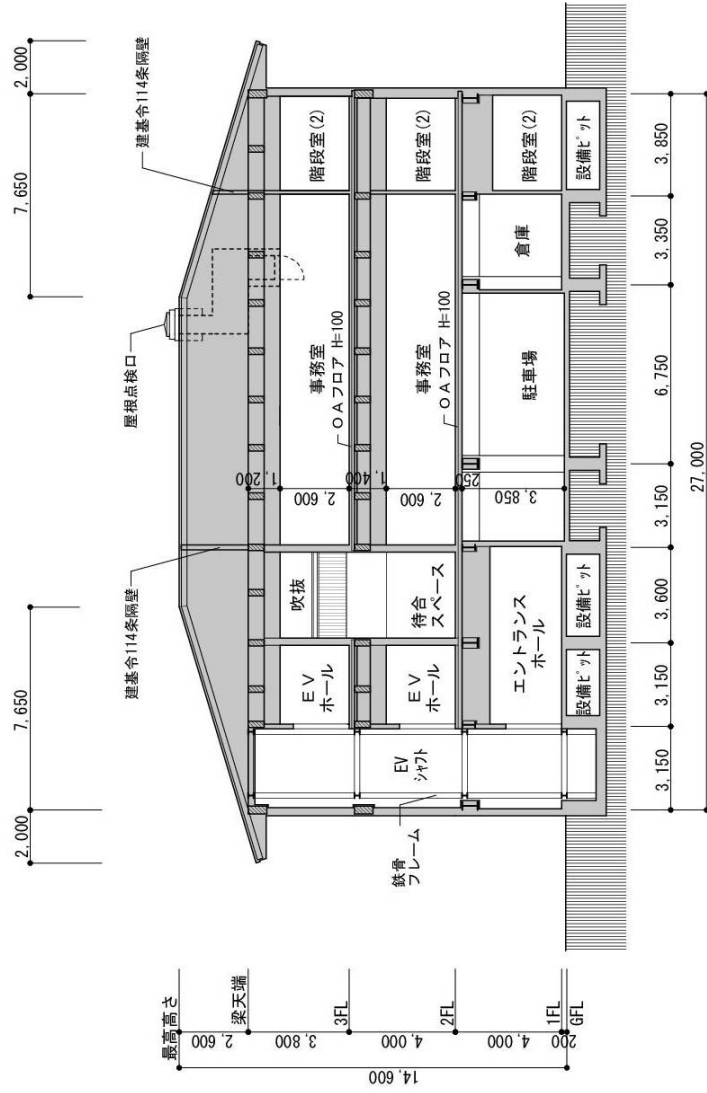 2,000
7,650
7,650
2,000
建基令114条隔壁
屋根点検口
建基令114条隔壁
最高高さ
梁天端
3FL
2FL
1FL
GFL
2,600
3,800
4,000
4,000
200
14,600
吹抜
事務室
OAフロア H=100
階段室(2)
EV
ホール
1,200
2,600
待合
スペース
事務室
OAフロア H=100
階段室(2)
EV
ホール
1,400
2,600
EV
シャフト
鉄骨
フレーム
エントランス
ホール
250
3,850
駐車場
倉庫
階段室(2)
設備ピット
設備ピット
設備ピット
3,150
3,150
3,600
3,150
6,750
3,350
3,850
27,000